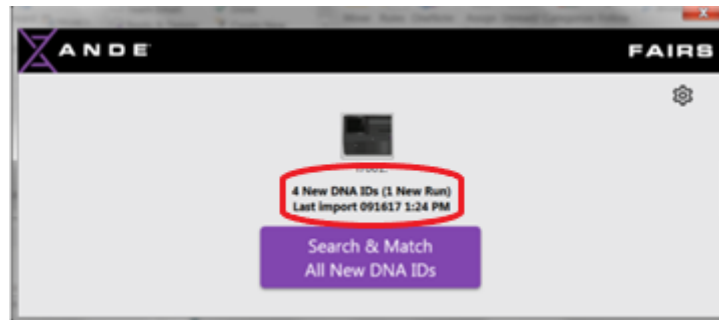 ANDE
FAIRS
4 New DNA IDs (1 New Run)
Last import 091617 1:24 PM
Search & Match
All New DNA IDs